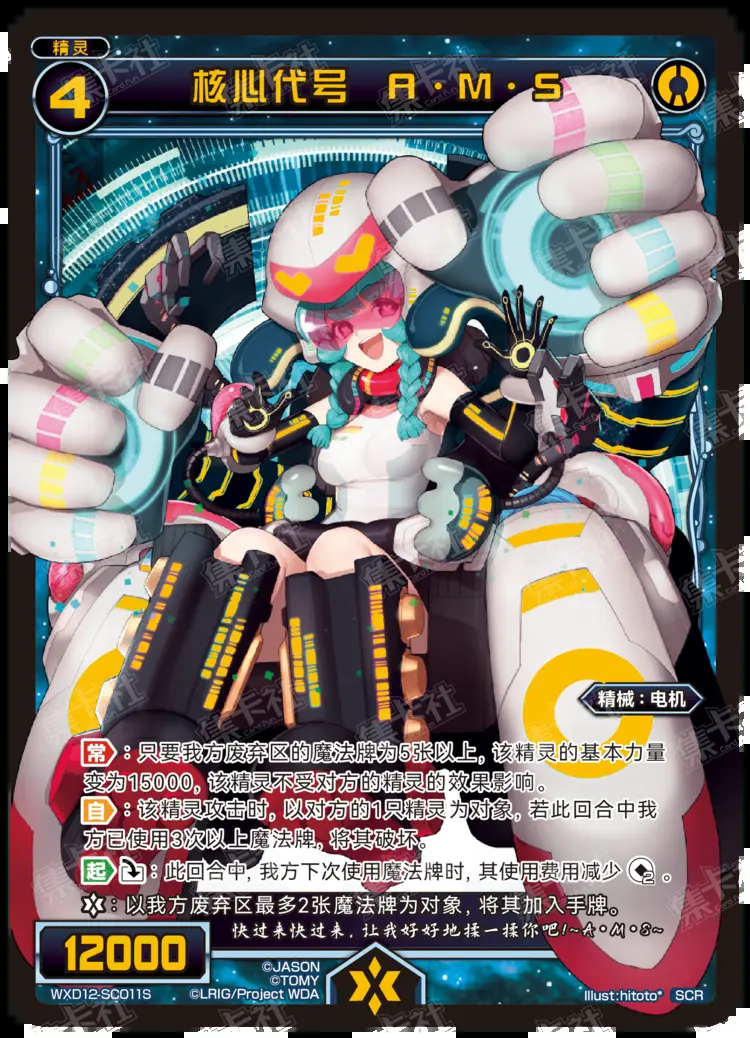 精灵
4
核心代号 A・M・S
精械：电机
常：只要我方废弃区的魔法牌为5张以上，该精灵的基本力量
变为15000，该精灵不受对方的精灵的效果影响。
自：该精灵攻击时，以对方的1只精灵为对象，若此回合中我
方已使用3次以上魔法牌，将其破坏。
起：此回合中，我方下次使用魔法牌时，其使用费用减少 2 。
：以我方废弃区最多2张魔法牌为对象，将其加入手牌。
快过来快过来，让我好好地揉一揉你吧!~A・M・S~
12000
©JASON
©TOMY
WXD12-SC011S ©LRIG/Project WDA Illust:hitoto* SCR
集卡社